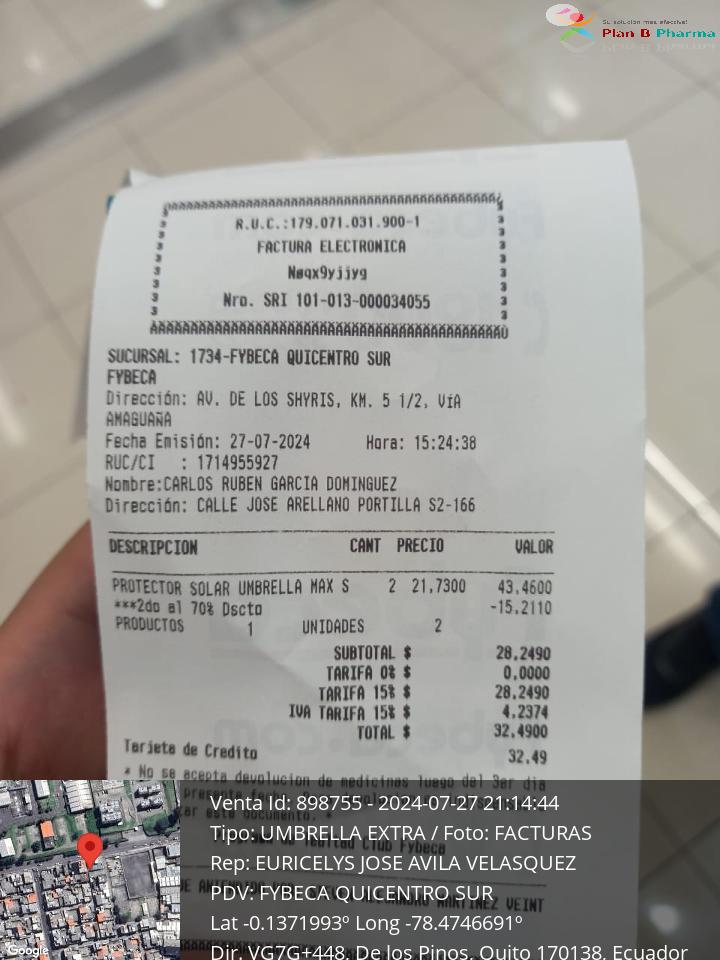 Su solución más efectiva!
Plan B Pharma
R.U.C.:179.071.031.900-1
FACTURA ELECTRONICA
Nøqx9yjjyg
Nro. SRI 101-013-000034055
SUCURSAL: 1734-FYBECA QUICENTRO SUR
FYBECA
Dirección: AV. DE LOS SHYRIS, KM. 5 1/2, VíA
AMAGUAÑA
Fecha Emisión: 27-07-2024 Hora: 15:24:38
RUC/CI : 1714955927
Nombre:CARLOS RUBEN GARCIA DOMINGUEZ
Dirección: CALLE JOSE ARELLANO PORTILLA S2-166
DESCRIPCION CANT PRECIO VALOR
PROTECTOR SOLAR UMBRELLA MAX S 2 21,7300 43.4600
***2do al 70% Dscto -15.2110
PRODUCTOS 1 UNIDADES 2
SUBTOTAL $ 28.2490
TARIFA 0% $ 0.0000
TARIFA 15% $ 28.2490
IVA TARIFA 15% $ 4.2374
TOTAL $ 32.4900
Tarjeta de Credito 32.49
* No se acepta devolucion de medicinas luego del 3er dia
este documento. *
Club Fybeca
MARTINEZ VEINT
Venta Id: 898755 - 2024-07-27 21:14:44
Tipo: UMBRELLA EXTRA / Foto: FACTURAS
Rep: EURICELYS JOSE AVILA VELASQUEZ
PDV: FYBECA QUICENTRO SUR
Lat -0.1371993º Long -78.4746691º
Dir. VG7G+448, De los Pinos, Quito 170138, Ecuador
Google